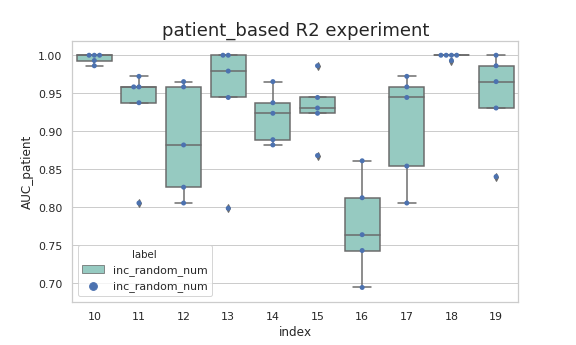 patient_based R2 experiment
1.00
0.95
0.90
0.85
0.80
0.75
0.70
AUC_patient
label
inc_random_num
inc_random_num
10 11 12 13 14 15 16 17 18 19
index